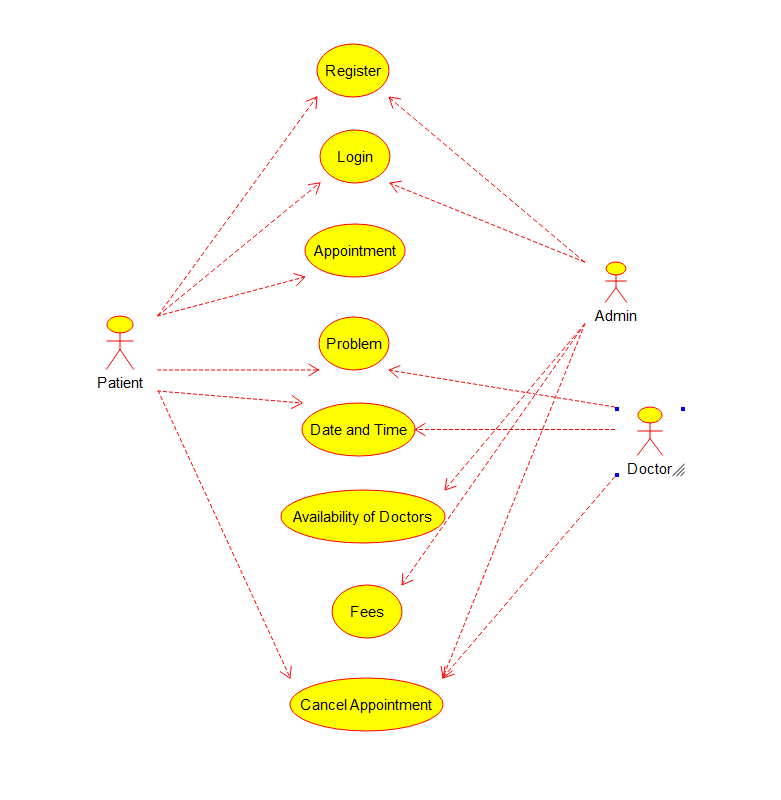 Register
Login
Appointment
Admin
Problem
Patient
Date and Time
Doctor
Availability of Doctors
Fees
Cancel Appointment